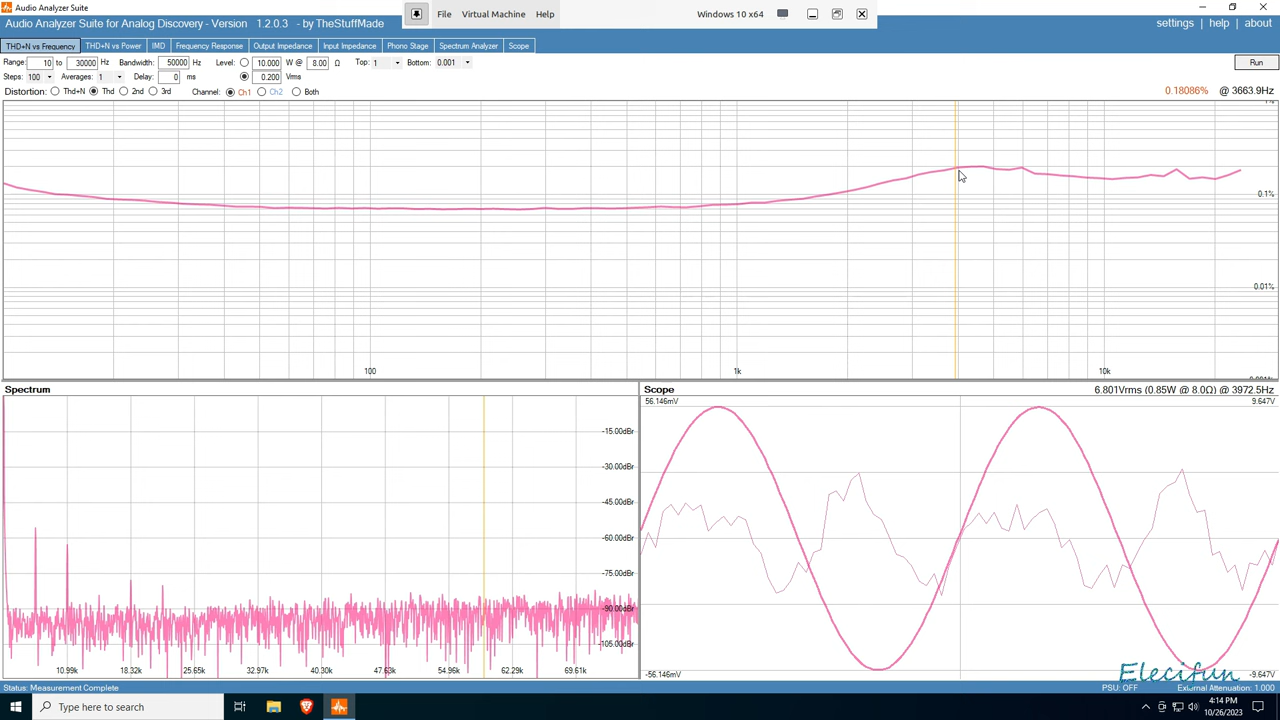 Audio Analyzer Suite
File Virtual Machine Help Windows 10 x64
Audio Analyzer Suite for Analog Discovery - Version 1.2.0.3 - by TheStuffMade
settings | help | about
THD+N vs Frequency THD+N vs Power IMD Frequency Response Output Impedance Input Impedance Phono Stage Spectrum Analyzer Scope
Range: 10 to 30000 Hz Bandwidth: 50000 Hz Level: 10.000 W @ 8.00 Ω Top: 1 Bottom: 0.001 Run
Steps: 100 Averages: 1 Delay: 0 ms 0.200 Vrms
Distortion: Thd+N Thd 2nd 3rd Channel: Ch1 Ch2 Both 0.18086% @ 3663.9Hz
1%
0.1%
0.01%
100 1k 10k
0.001%
Spectrum
-15.00dBr
-30.00dBr
-45.00dBr
-60.00dBr
-75.00dBr
-90.00dBr
-105.00dBr
10.99k 18.32k 25.65k 32.97k 40.30k 47.63k 54.96k 62.29k 69.61k
Scope 6.801Vrms (0.85W @ 8.0Ω) @ 3972.5Hz
56.146mV 9.647V
-56.146mV -9.647V
Elecifun
Status: Measurement Complete PSU: OFF External Attenuation: 1.000
Type here to search
4:14 PM
10/26/2023